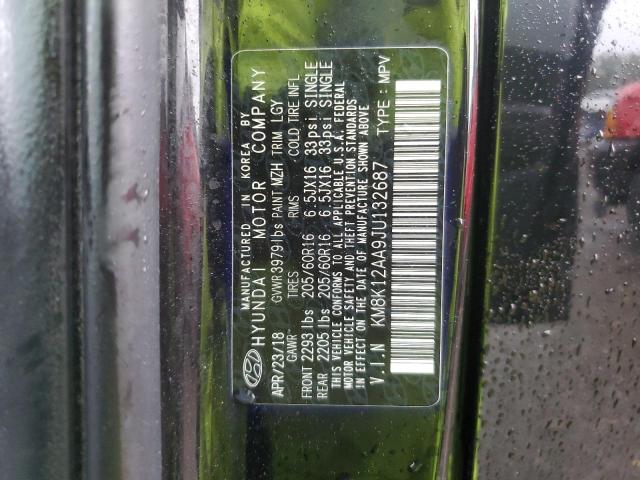 MANUFACTURED IN KOREA BY
HYUNDAI MOTOR COMPANY
APR/23/18 GVWR 3979lbs PAINT MZH TRIM LGY
GAWR TIRES RIMS COLD TIRE INFL
FRONT 2293 lbs 205/60R16 6.5JX16 33psi SINGLE
REAR 2205 lbs 205/60R16 6.5JX16 33psi SINGLE
THIS VEHICLE CONFORMS TO ALL APPLICABLE U.S.A. FEDERAL
MOTOR VEHICLE SAFETY AND THEFT PREVENTION STANDARDS
IN EFFECT ON THE DATE OF MANUFACTURE SHOWN ABOVE
V.I.N KM8K12AA9JU132687 TYPE : MPV